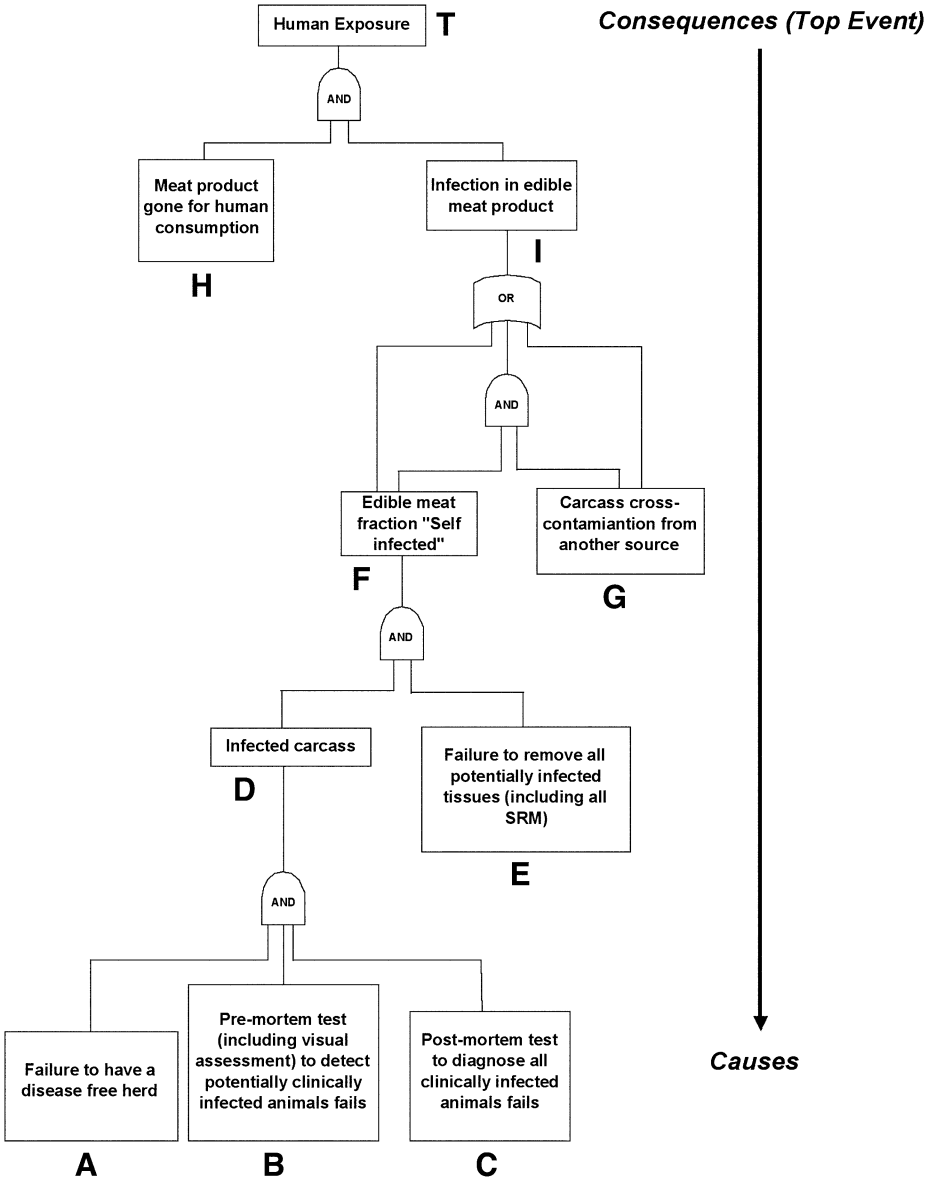 Human Exposure
T
Consequences (Top Event)
AND
Meat product
gone for human
consumption
H
Infection in edible
meat product
I
OR
AND
Edible meat
fraction "Self
infected"
F
Carcass cross-
contamiantion from
another source
G
AND
Infected carcass
D
Failure to remove all
potentially infected
tissues (including all
SRM)
E
AND
Failure to have a
disease free herd
A
Pre-mortem test
(including visual
assessment) to detect
potentially clinically
infected animals fails
B
Post-mortem test
to diagnose all
clinically infected
animals fails
C
Causes